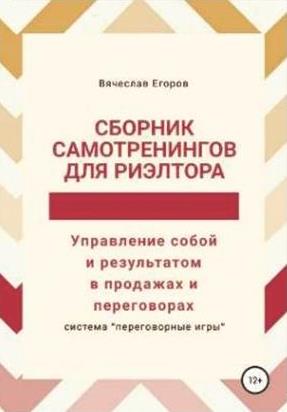 Вячеслав Егоров
СБОРНИК
САМОТРЕНИНГОВ
ДЛЯ РИЭЛТОРА
Управление собой
и результатом
в продажах и
переговорах
система "переговорные игры"
12+